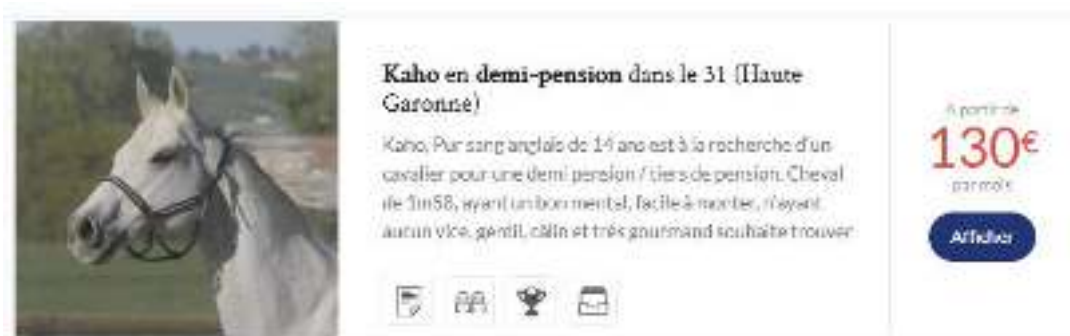 Kaho en demi-pension dans le 31 (Haute
Garonne)
Kaho, Pur sang anglais de 14 ans est à la recherche d'un
cavalier pour une demi pension / tiers de pension. Cheval
de 1m58, ayant un bon mental, facile à monter, n'ayant
aucun vice, gentil, câlin et très gourmand souhaite trouver
A partir de
130€
par mois
Afficher